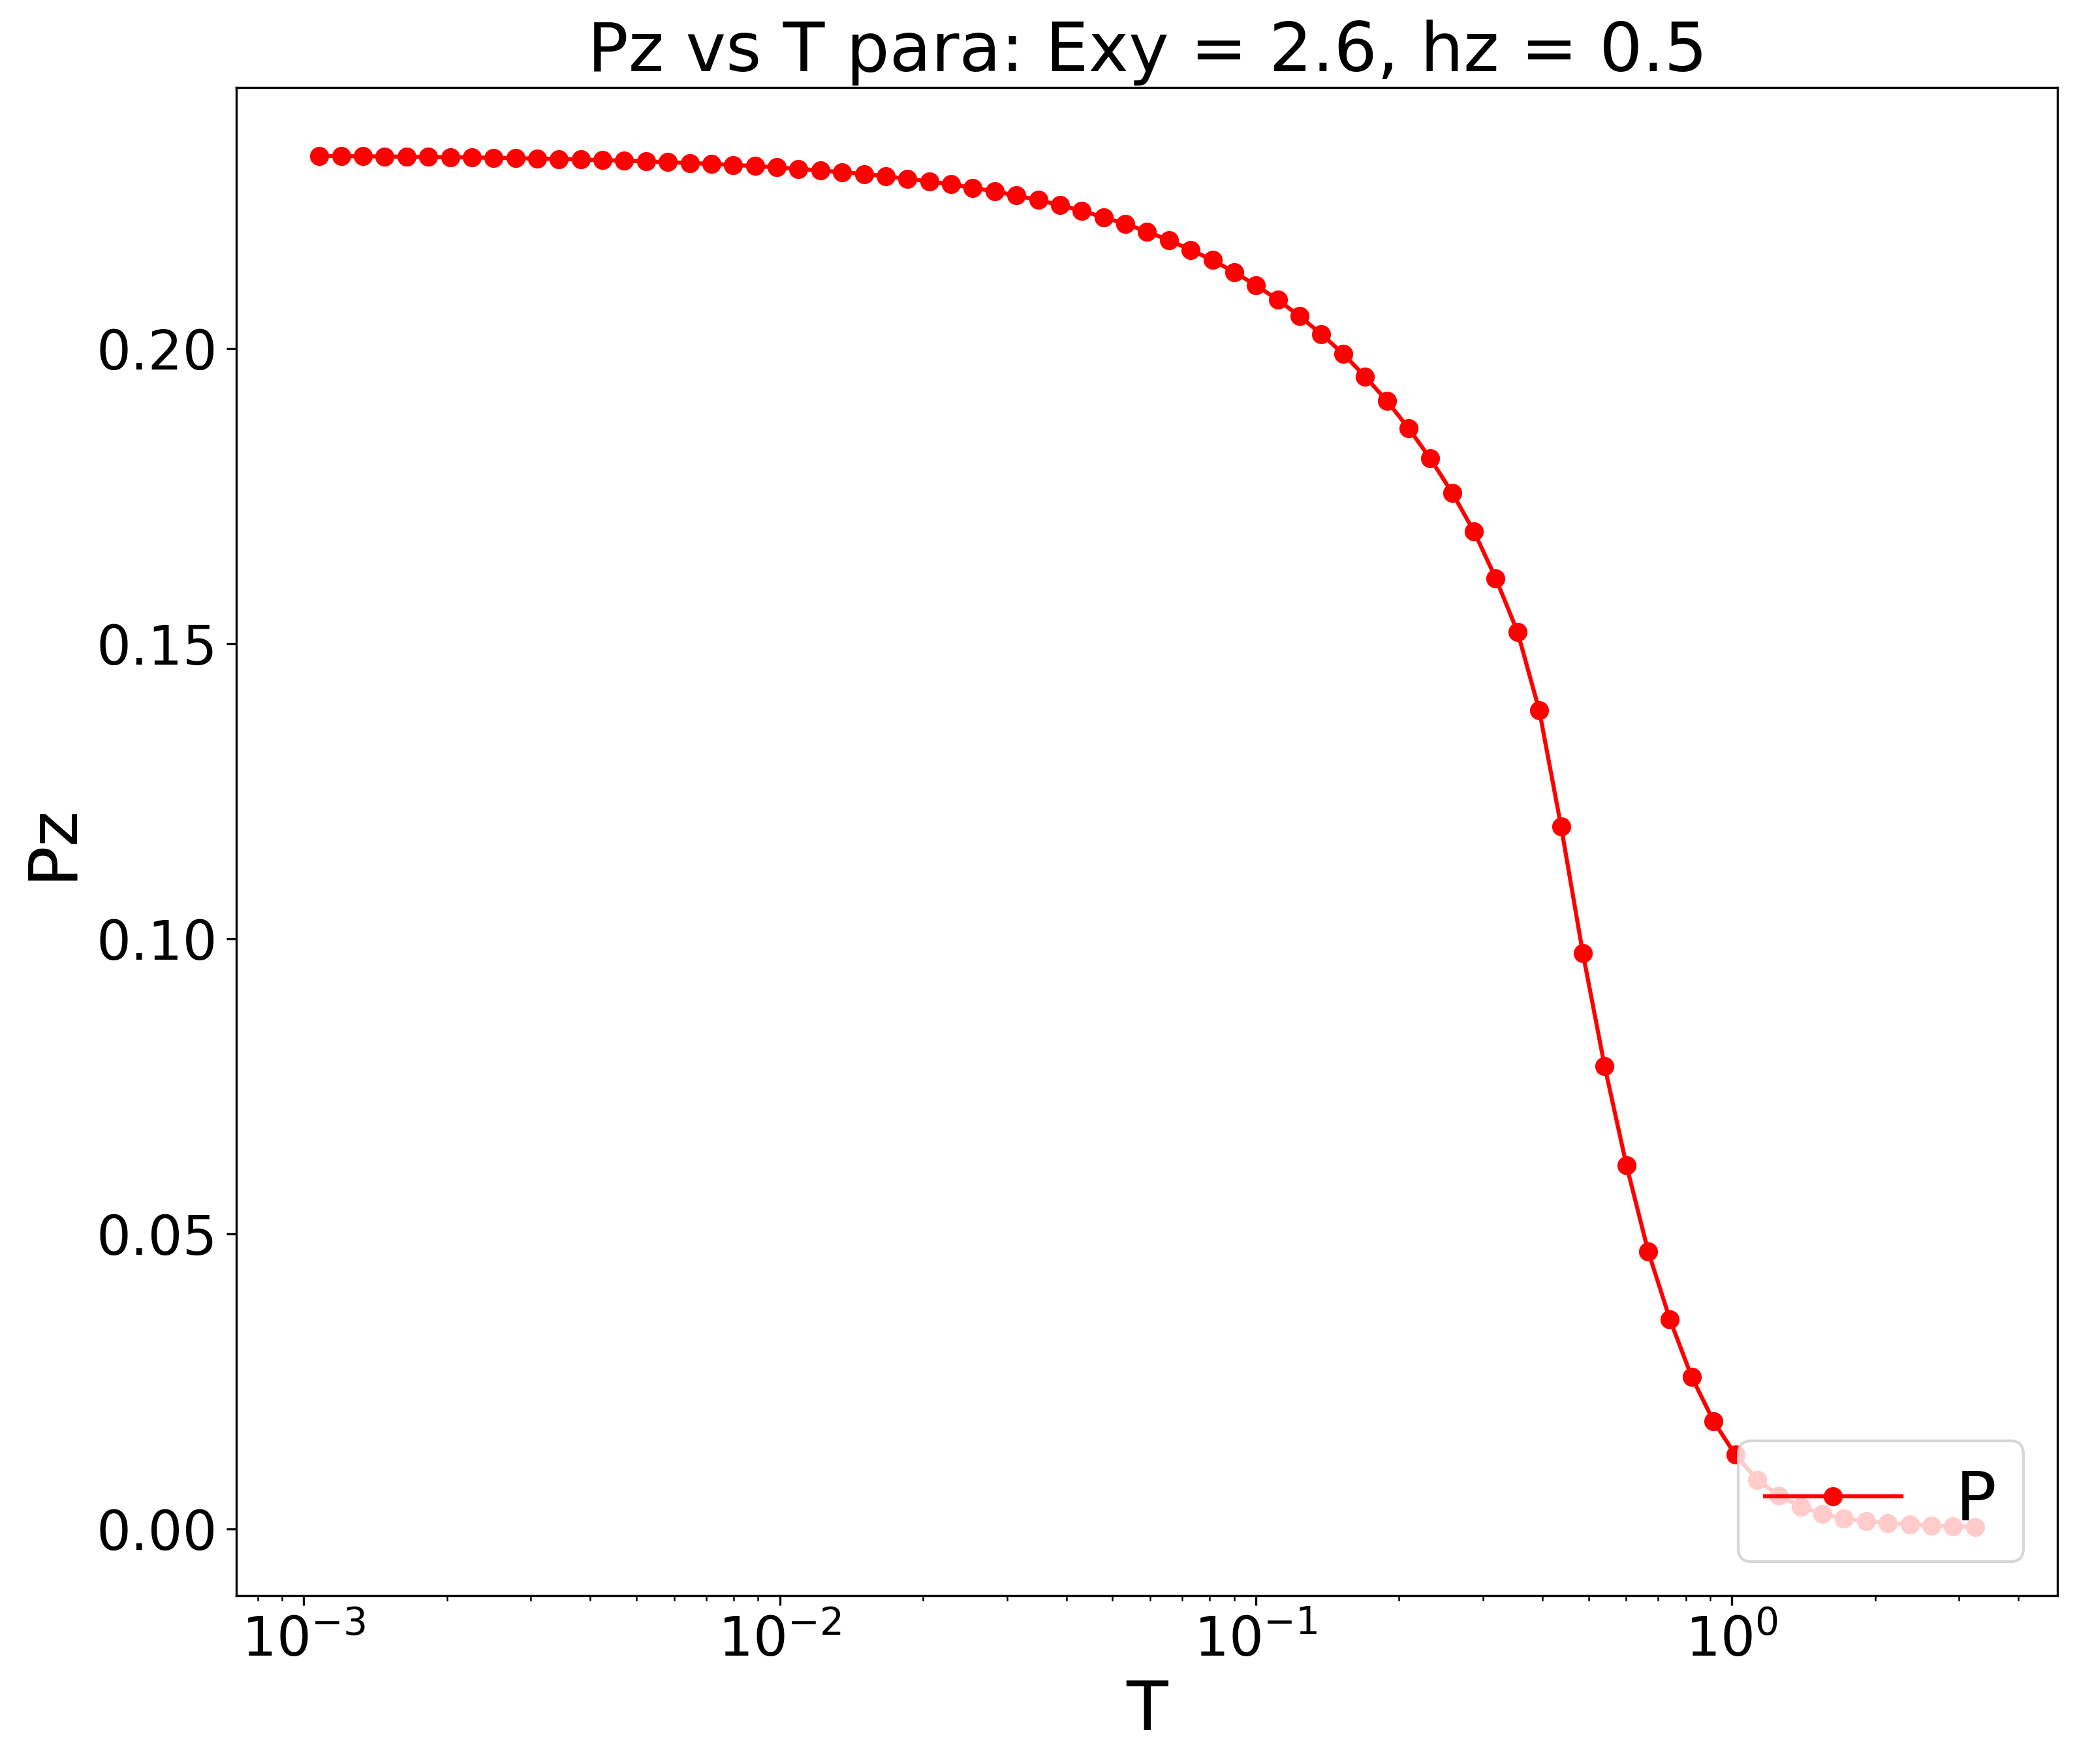 Pz vs T para: Exy = 2.6, hz = 0.5
Pz
0.20
0.15
0.10
0.05
0.00
10⁻³ 10⁻² 10⁻¹ 10⁰
T
P